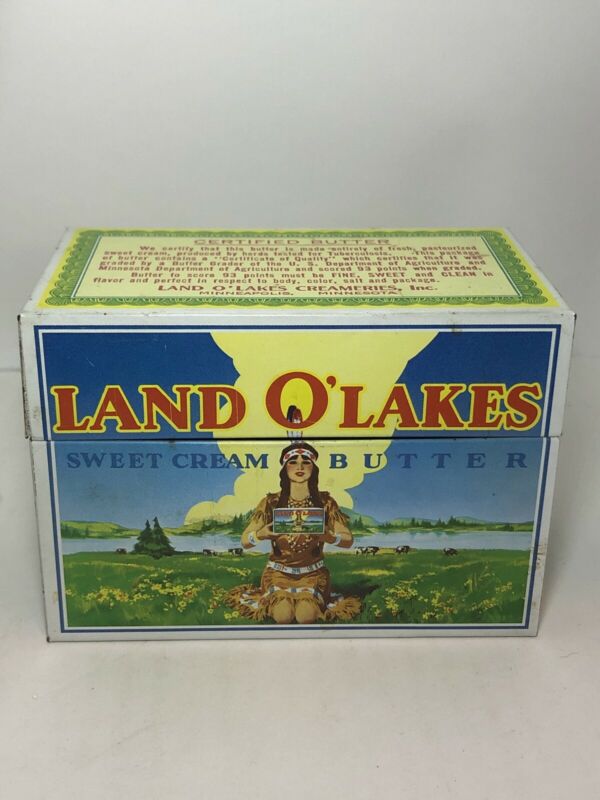 CERTIFIED BUTTER
We certify that this butter is made entirely of fresh, pasteurized
sweet cream, produced by herds tested for Tuberculosis. This package
of butter containing a "Certificate of Quality" which certifies that it was
graded by a Butter Grader of the U. S. Department of Agriculture and
Minnesota Department of Agriculture and scored 93 points when graded.
Butter to score 93 points must be FINE, SWEET and CLEAN in
flavor and perfect in respect to body, color, salt and package.
LAND O'LAKES CREAMERIES, Inc.
MINNEAPOLIS, MINNESOTA.
LAND O'LAKES
SWEET CREAM BUTTER
LAND O'LAKES